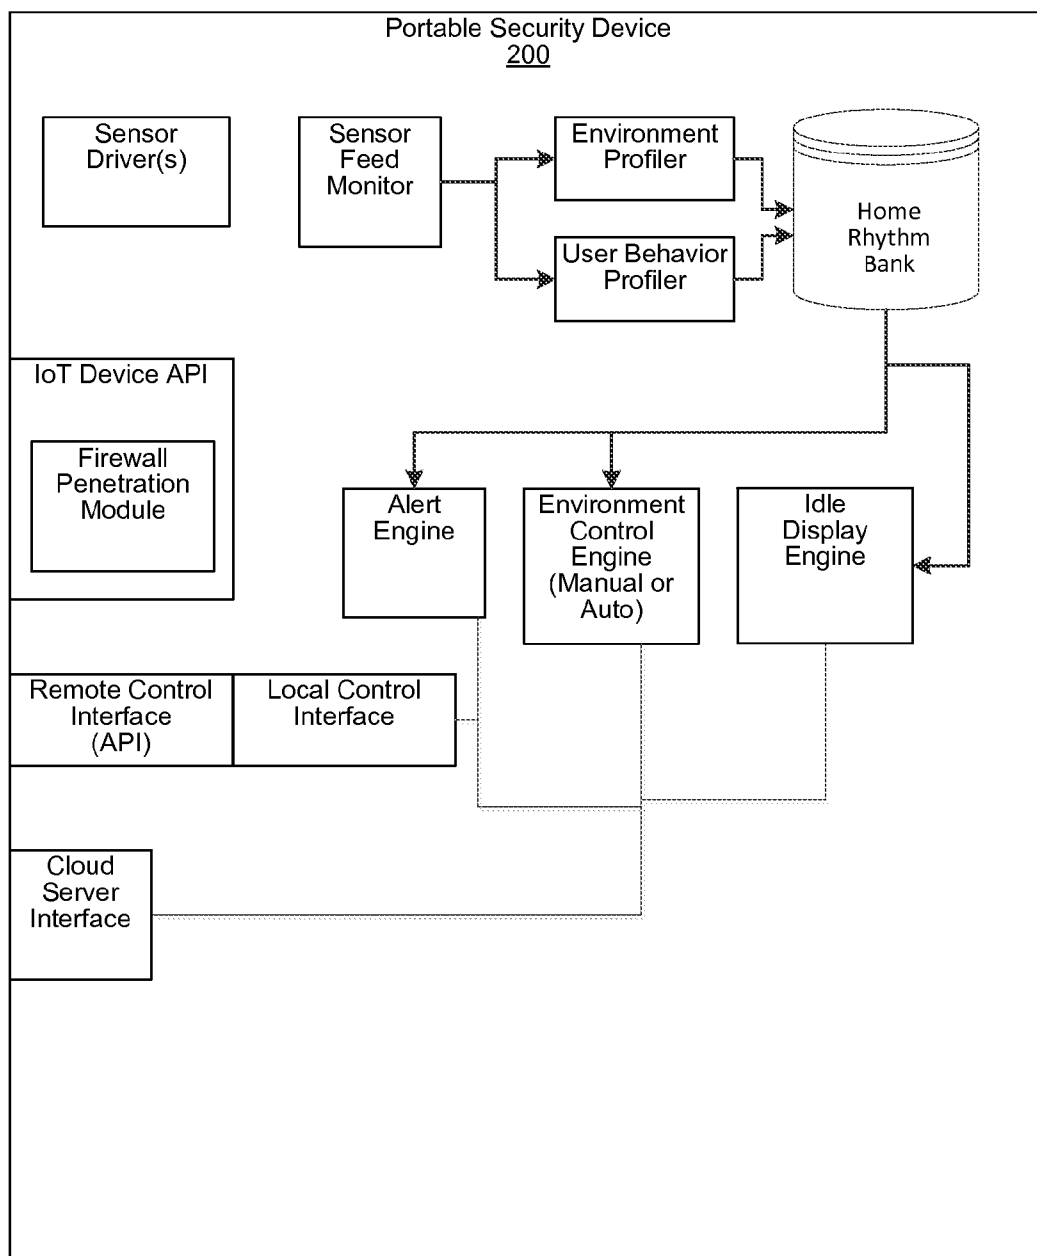 Portable Security Device
200
Sensor
Driver(s)
Sensor
Feed
Monitor
Environment
Profiler
User Behavior
Profiler
Home
Rhythm
Bank
IoT Device API
Firewall
Penetration
Module
Alert
Engine
Environment
Control
Engine
(Manual or
Auto)
Idle
Display
Engine
Remote Control
Interface
(API)
Local Control
Interface
Cloud
Server
Interface